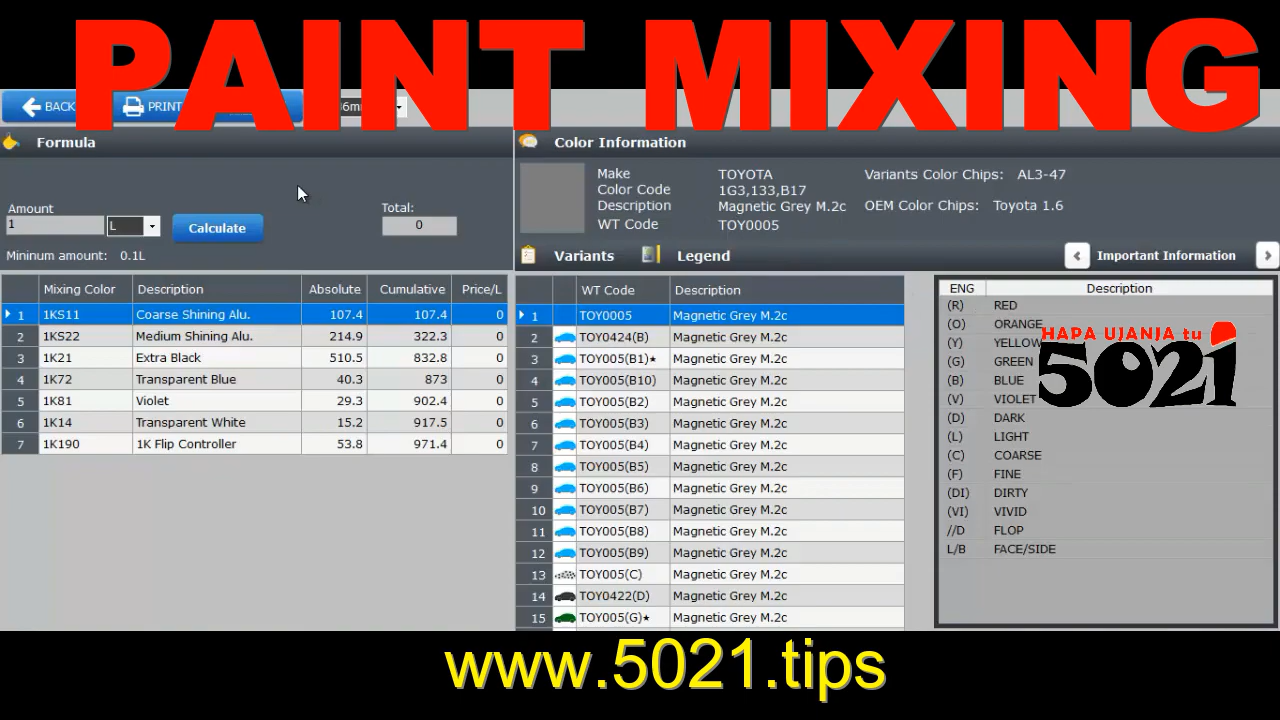 PAINT MIXING
BACK
PRINT
Formula
Amount
1
L
Calculate
Total:
0
Mininum amount: 0.1L
Mixing Color Description Absolute Cumulative Price/L
1 1KS11 Coarse Shining Alu. 107.4 107.4 0
2 1KS22 Medium Shining Alu. 214.9 322.3 0
3 1K21 Extra Black 510.5 832.8 0
4 1K72 Transparent Blue 40.3 873 0
5 1K81 Violet 29.3 902.4 0
6 1K14 Transparent White 15.2 917.5 0
7 1K190 1K Flip Controller 53.8 971.4 0
Color Information
Make TOYOTA Variants Color Chips: AL3-47
Color Code 1G3,133,B17
Description Magnetic Grey M.2c OEM Color Chips: Toyota 1.6
WT Code TOY0005
Variants Legend Important Information
WT Code Description
1 TOY0005 Magnetic Grey M.2c
2 TOY0424(B) Magnetic Grey M.2c
3 TOY005(B1)★ Magnetic Grey M.2c
4 TOY005(B10) Magnetic Grey M.2c
5 TOY005(B2) Magnetic Grey M.2c
6 TOY005(B3) Magnetic Grey M.2c
7 TOY005(B4) Magnetic Grey M.2c
8 TOY005(B5) Magnetic Grey M.2c
9 TOY005(B6) Magnetic Grey M.2c
10 TOY005(B7) Magnetic Grey M.2c
11 TOY005(B8) Magnetic Grey M.2c
12 TOY005(B9) Magnetic Grey M.2c
13 TOY005(C) Magnetic Grey M.2c
14 TOY0422(D) Magnetic Grey M.2c
15 TOY005(G)★ Magnetic Grey M.2c
ENG Description
(R) RED
(O) ORANGE
(Y) YELLOW
(G) GREEN
(B) BLUE
(V) VIOLET
(D) DARK
(L) LIGHT
(C) COARSE
(F) FINE
(DI) DIRTY
(VI) VIVID
//D FLOP
L/B FACE/SIDE
HAPA UJANJA tu
5021
www.5021.tips